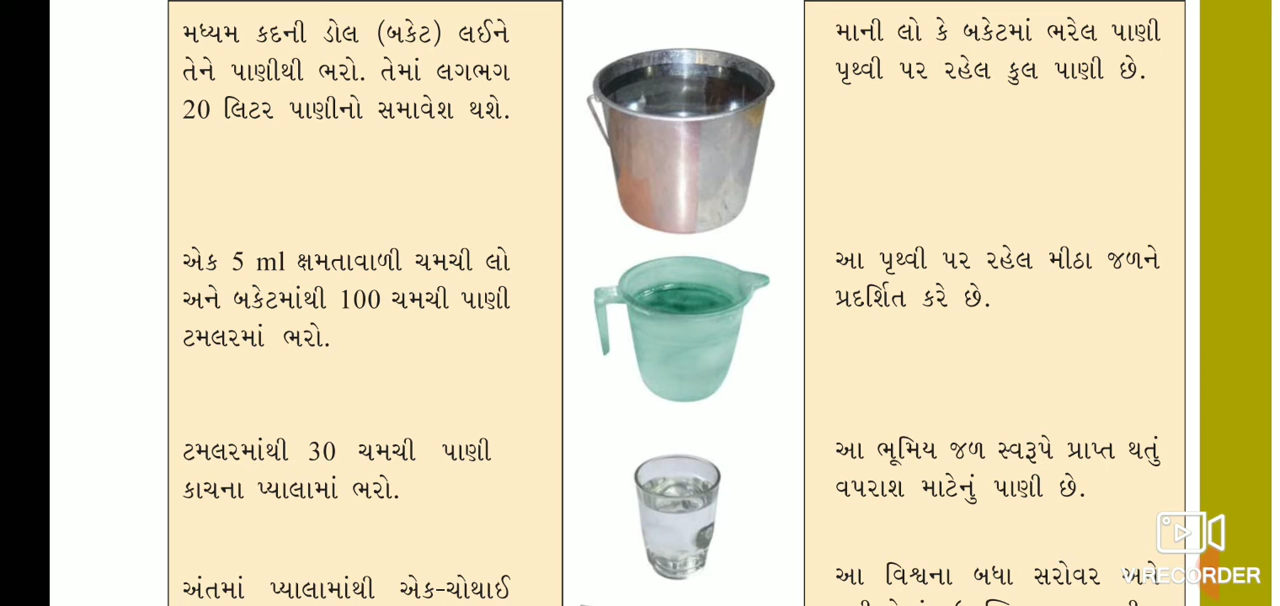 મધ્યમ કદની ડોલ (બકેટ) લઈને
તેને પાણીથી ભરો. તેમાં લગભગ
20 લિટર પાણીનો સમાવેશ થશે.
માની લો કે બકેટમાં ભરેલ પાણી
પૃથ્વી પર રહેલ કુલ પાણી છે.
એક 5 ml ક્ષમતાવાળી ચમચી લો
અને બકેટમાંથી 100 ચમચી પાણી
ટમલરમાં ભરો.
આ પૃથ્વી પર રહેલ મીઠા જળને
પ્રદર્શિત કરે છે.
ટમલરમાંથી 30 ચમચી પાણી
કાચના પ્યાલામાં ભરો.
આ ભૂમિય જળ સ્વરૂપે પ્રાપ્ત થતું
વપરાશ માટેનું પાણી છે.
અંતમાં પ્યાલામાંથી એક-ચોથાઈ
આ વિશ્વના બધા સરોવર
V RECORDER